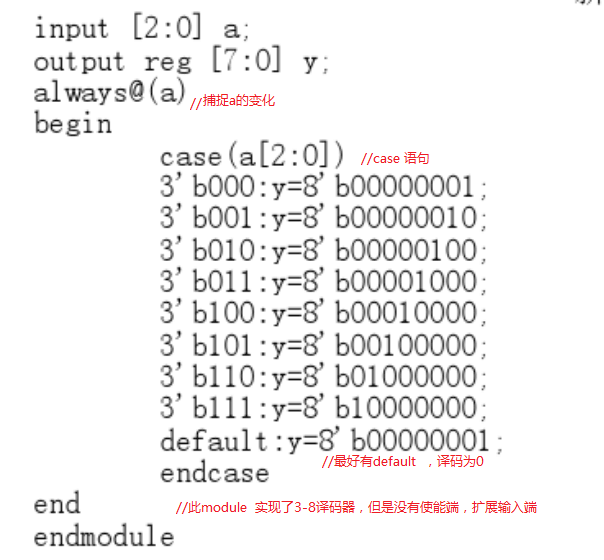 input [2:0] a;
output reg [7:0] y;
always@(a) //捕捉a的变化
begin
case(a[2:0]) //case 语句
3'b000:y=8'b00000001;
3'b001:y=8'b00000010;
3'b010:y=8'b00000100;
3'b011:y=8'b00001000;
3'b100:y=8'b00010000;
3'b101:y=8'b00100000;
3'b110:y=8'b01000000;
3'b111:y=8'b10000000;
default:y=8'b00000001;
//最好有default ，译码为0
endcase
end //此module 实现了3-8译码器，但是没有使能端，扩展输入端
endmodule